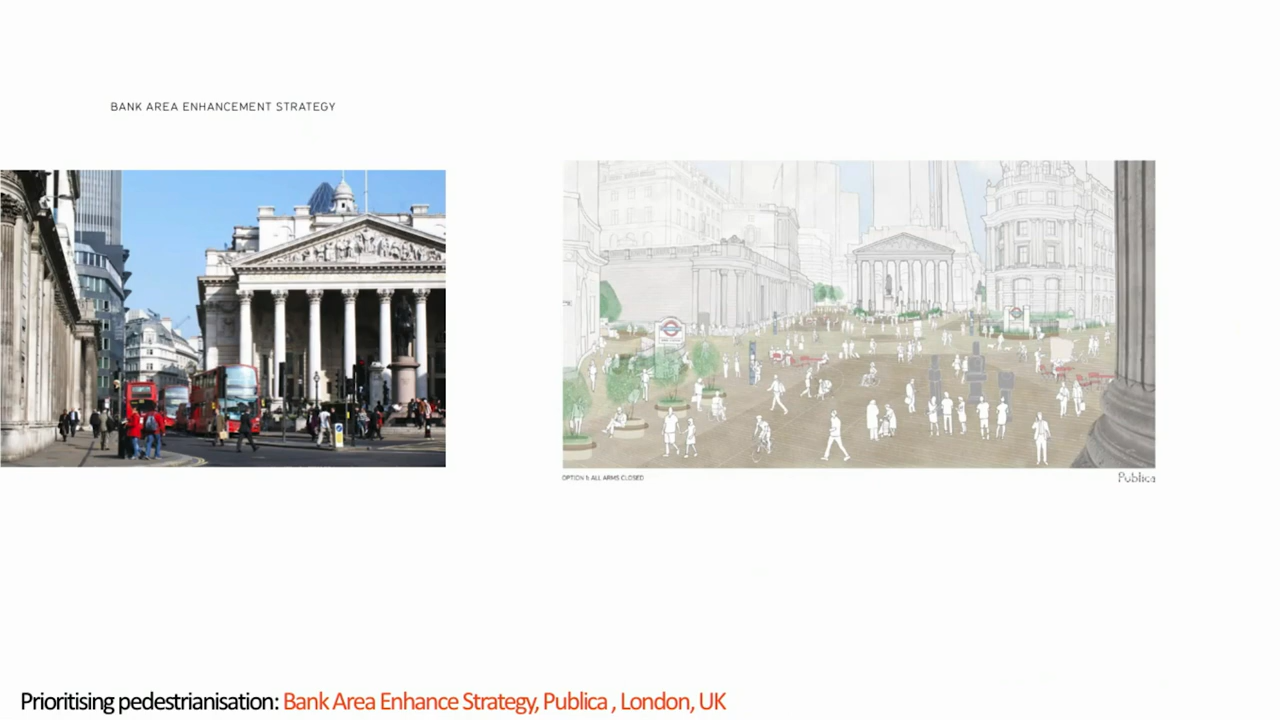 BANK AREA ENHANCEMENT STRATEGY
OPTION 1: ALL ARMS CLOSED
Publica
Prioritising pedestrianisation: Bank Area Enhance Strategy, Publica , London, UK